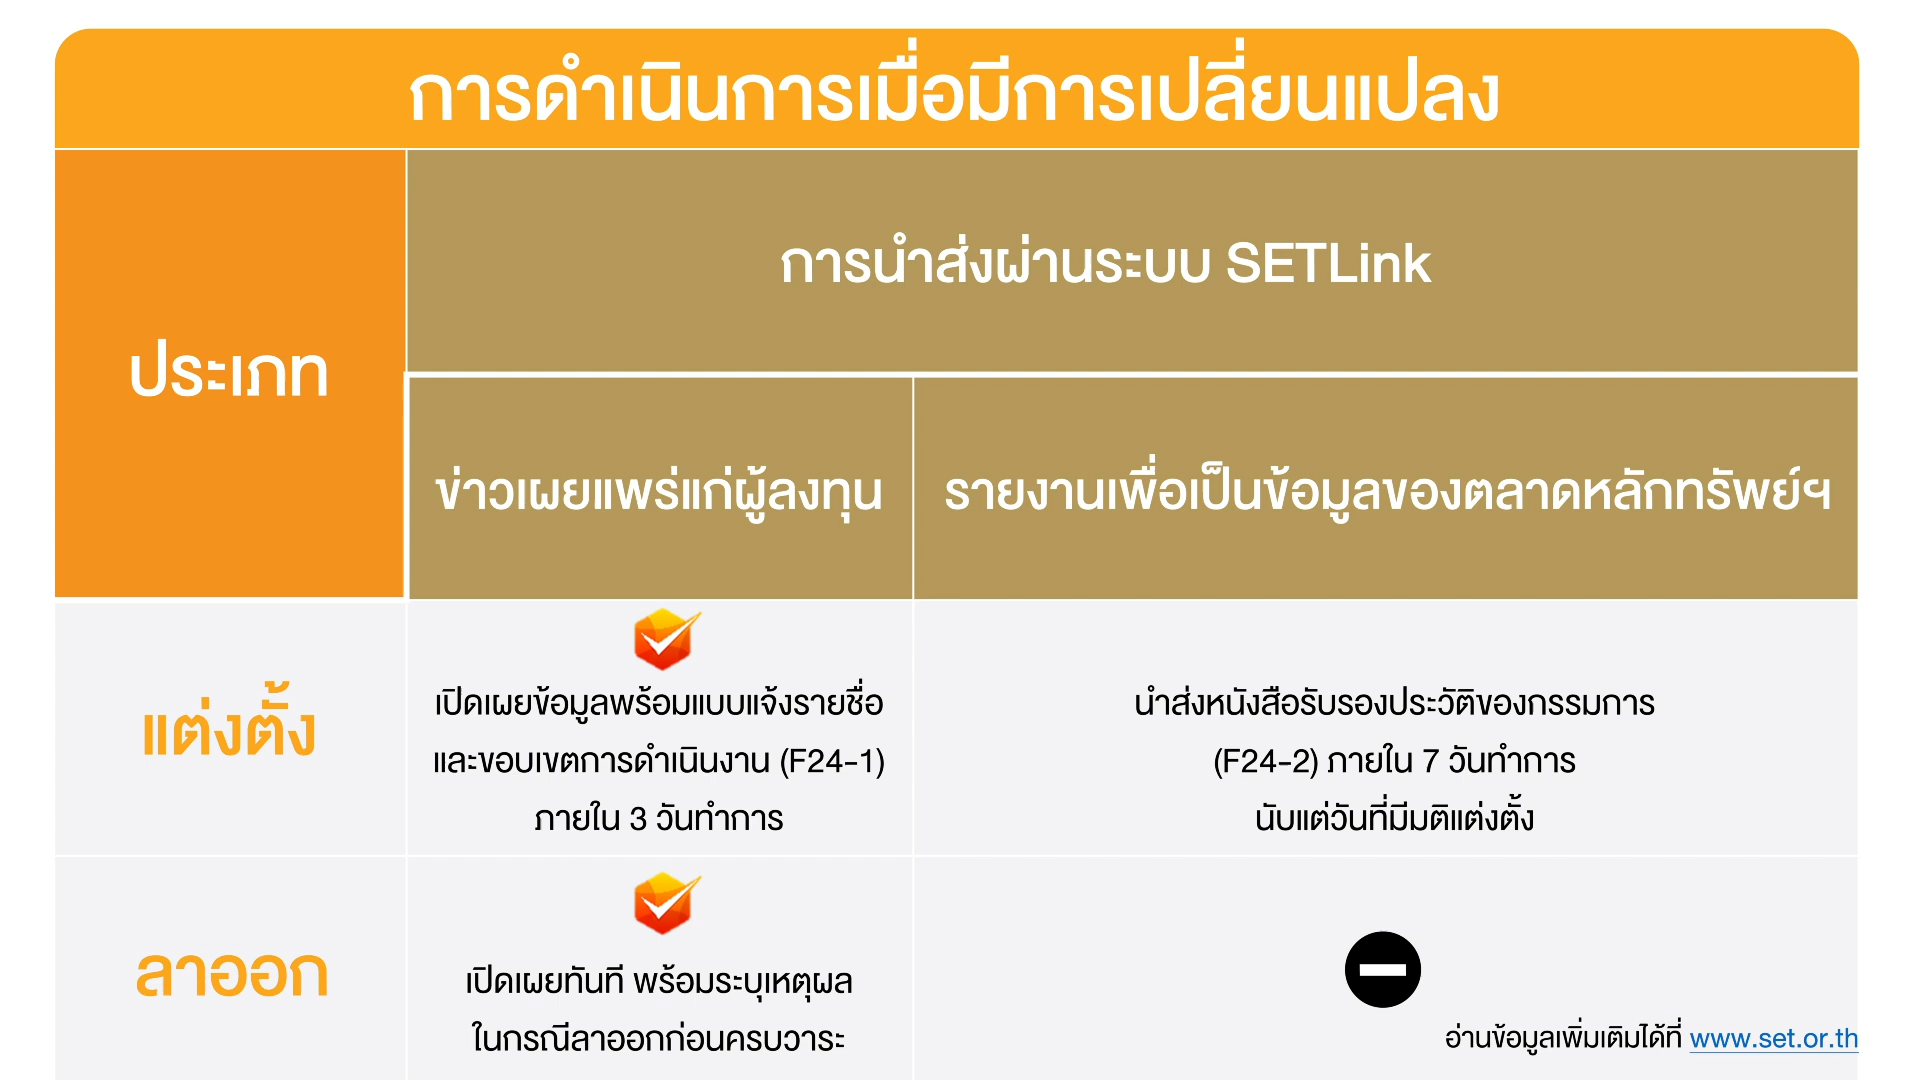 การดำเนินการเมื่อมีการเปลี่ยนแปลง
ประเภท
การนำส่งผ่านระบบ SETLink
ข่าวเผยแพร่แก่ผู้ลงทุน
รายงานเพื่อเป็นข้อมูลของตลาดหลักทรัพย์ฯ
แต่งตั้ง
เปิดเผยข้อมูลพร้อมแบบแจ้งรายชื่อ
และขอบเขตการดำเนินงาน (F24-1)
ภายใน 3 วันทำการ
นำส่งหนังสือรับรองประวัติของกรรมการ
(F24-2) ภายใน 7 วันทำการ
นับแต่วันที่มีมติแต่งตั้ง
ลาออก
เปิดเผยทันที พร้อมระบุเหตุผล
ในกรณีลาออกก่อนครบวาระ
อ่านข้อมูลเพิ่มเติมได้ที่ www.set.or.th